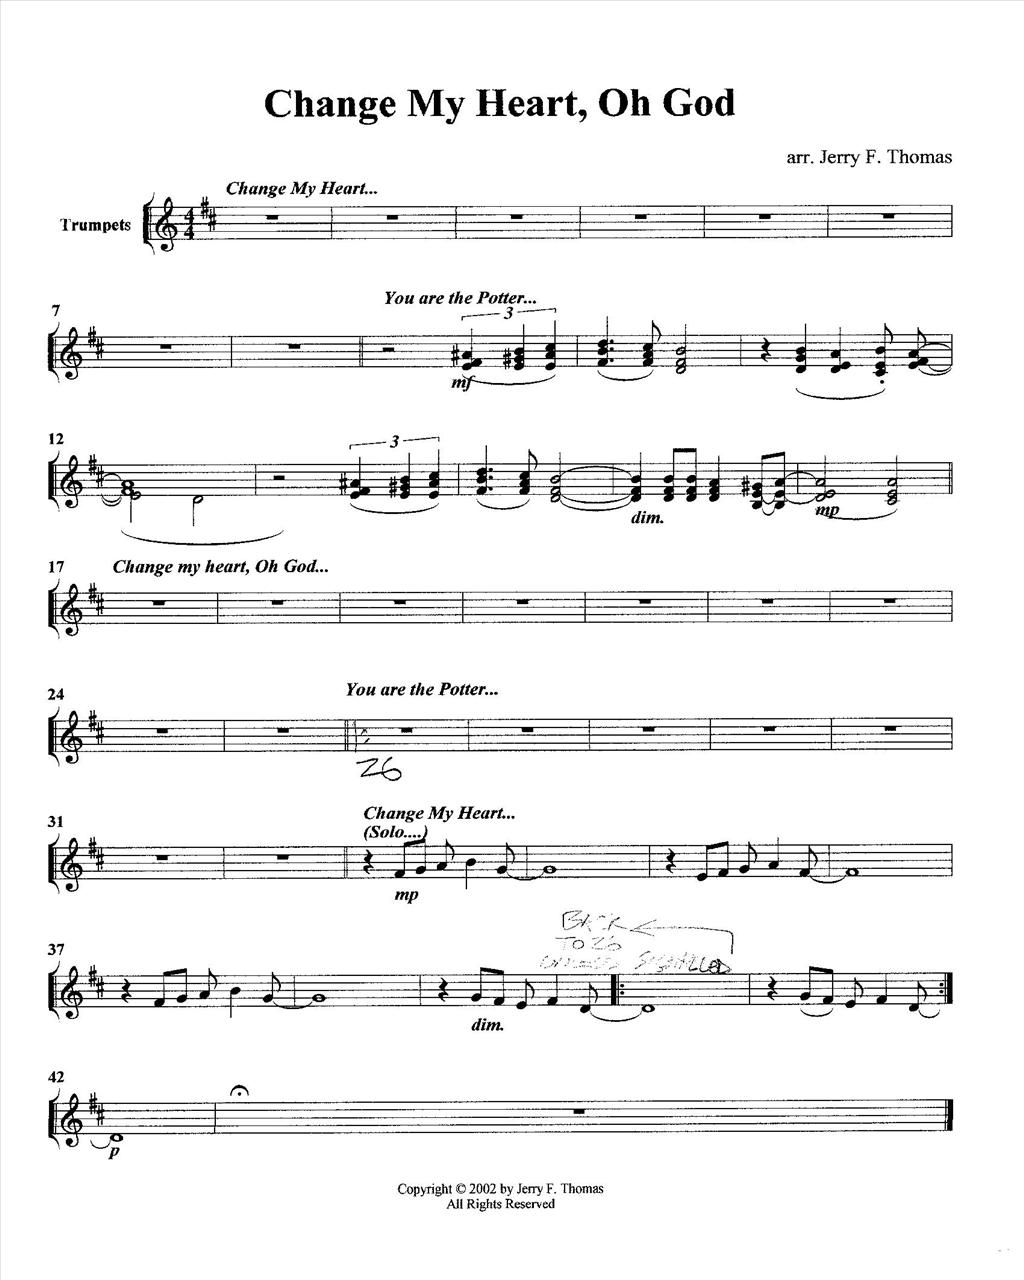 Change My Heart, Oh God
arr. Jerry F. Thomas
Change My Heart...
Trumpets
4
4
7
You are the Potter...
3
mf
12
3
dim.
mp
17
Change my heart, Oh God...
24
You are the Potter...
26
31
Change My Heart...
(Solo....)
mp
37
BACK
TO 26
dim.
42
p
Copyright © 2002 by Jerry F. Thomas
All Rights Reserved